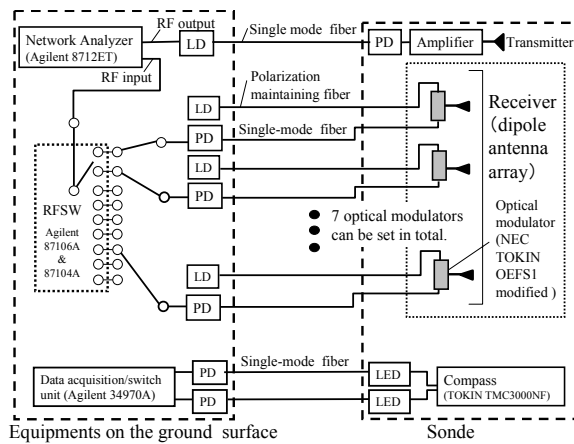 RF output
Network Analyzer
(Agilent 8712ET)
LD
Single mode fiber
PD
Amplifier
Transmitter
RF input
Polarization
maintaining fiber
LD
PD
Single-mode fiber
LD
PD
Receiver
(dipole
antenna
array)
RFSW
Agilent
87106A
&
87104A
7 optical modulators
can be set in total.
Optical
modulator
(NEC
TOKIN
OEFS1
modified )
LD
PD
Data acquisition/switch
unit (Agilent 34970A)
PD
PD
Single-mode fiber
LED
LED
Compass
(TOKIN TMC3000NF)
Equipments on the ground surface
Sonde